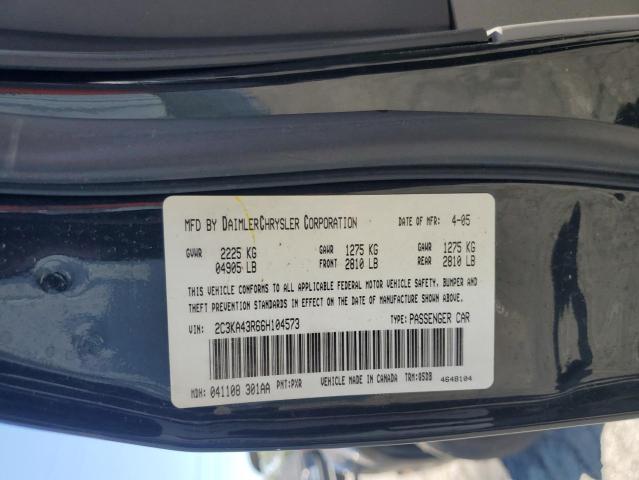 MFD BY DAIMLERCHRYSLER CORPORATION DATE OF MFR: 4-05
GVWR 2225 KG GAWR 1275 KG GAWR 1275 KG
04905 LB FRONT 2810 LB REAR 2810 LB
THIS VEHICLE CONFORMS TO ALL APPLICABLE FEDERAL MOTOR VEHICLE SAFETY, BUMPER AND
THEFT PREVENTION STANDARDS IN EFFECT ON THE DATE OF MANUFACTURE SHOWN ABOVE.
VIN: 2C3KA43R66H104573 TYPE: PASSENGER CAR
MDH: 041108 301AA PNT:PXR VEHICLE MADE IN CANADA TRM:DSDB 4648104